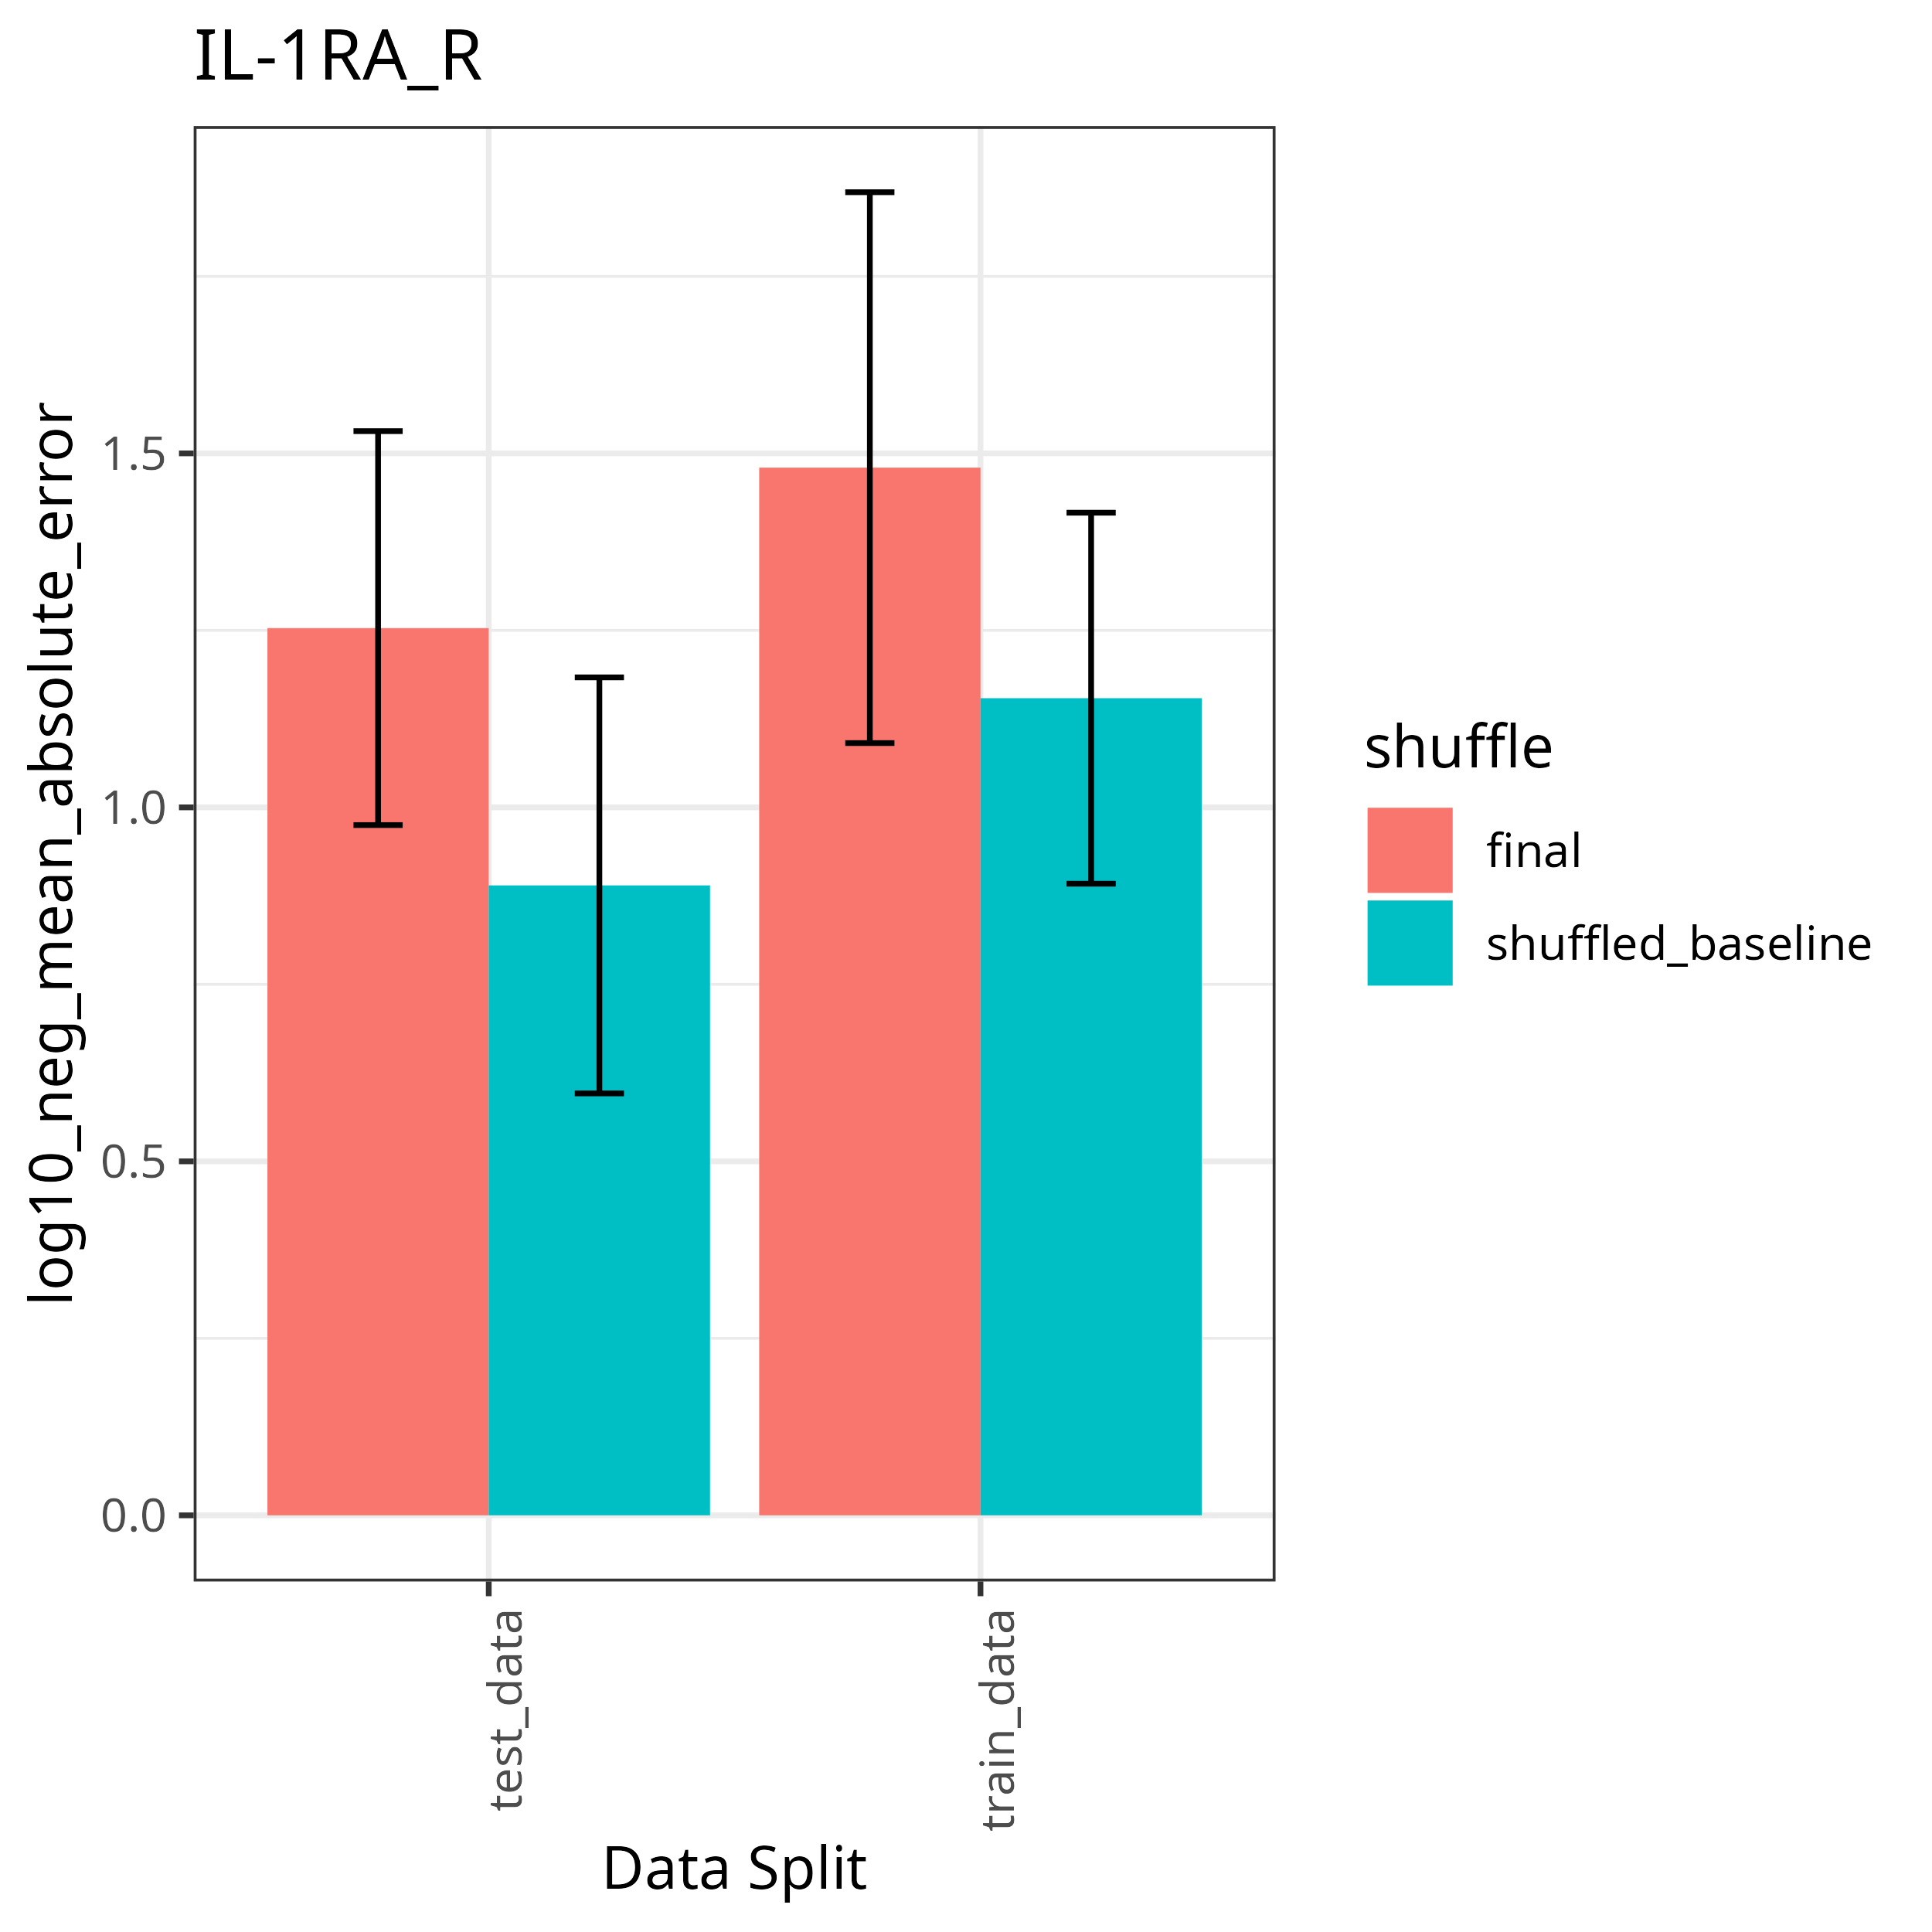 IL-1RA_R
log10_neg_mean_absolute_error
1.5
1.0
0.5
0.0
test_data
train_data
Data Split
shuffle
final
shuffled_baseline